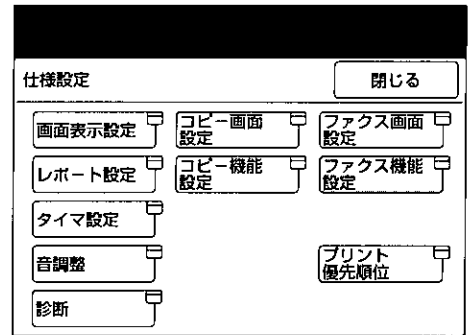 仕様設定
閉じる
画面表示設定
コピー画面
設定
ファクス画面
設定
レポート設定
コピー機能
設定
ファクス機能
設定
タイマ設定
音調整
プリント
優先順位
診断